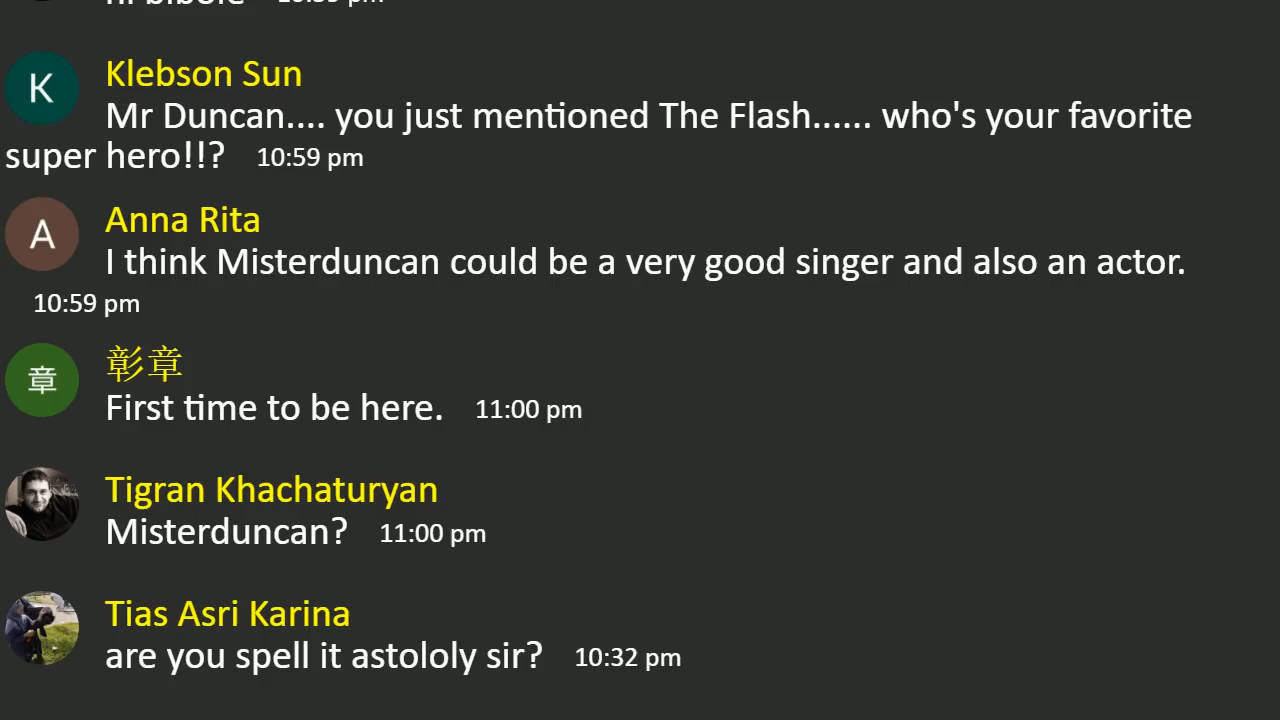 Klebson Sun
K
Mr Duncan.... you just mentioned The Flash...... who's your favorite
super hero!!? 10:59 pm
Anna Rita
A
I think Misterduncan could be a very good singer and also an actor.
10:59 pm
彰章
章
First time to be here. 11:00 pm
Tigran Khachaturyan
Misterduncan? 11:00 pm
Tias Asri Karina
are you spell it astololy sir? 10:32 pm